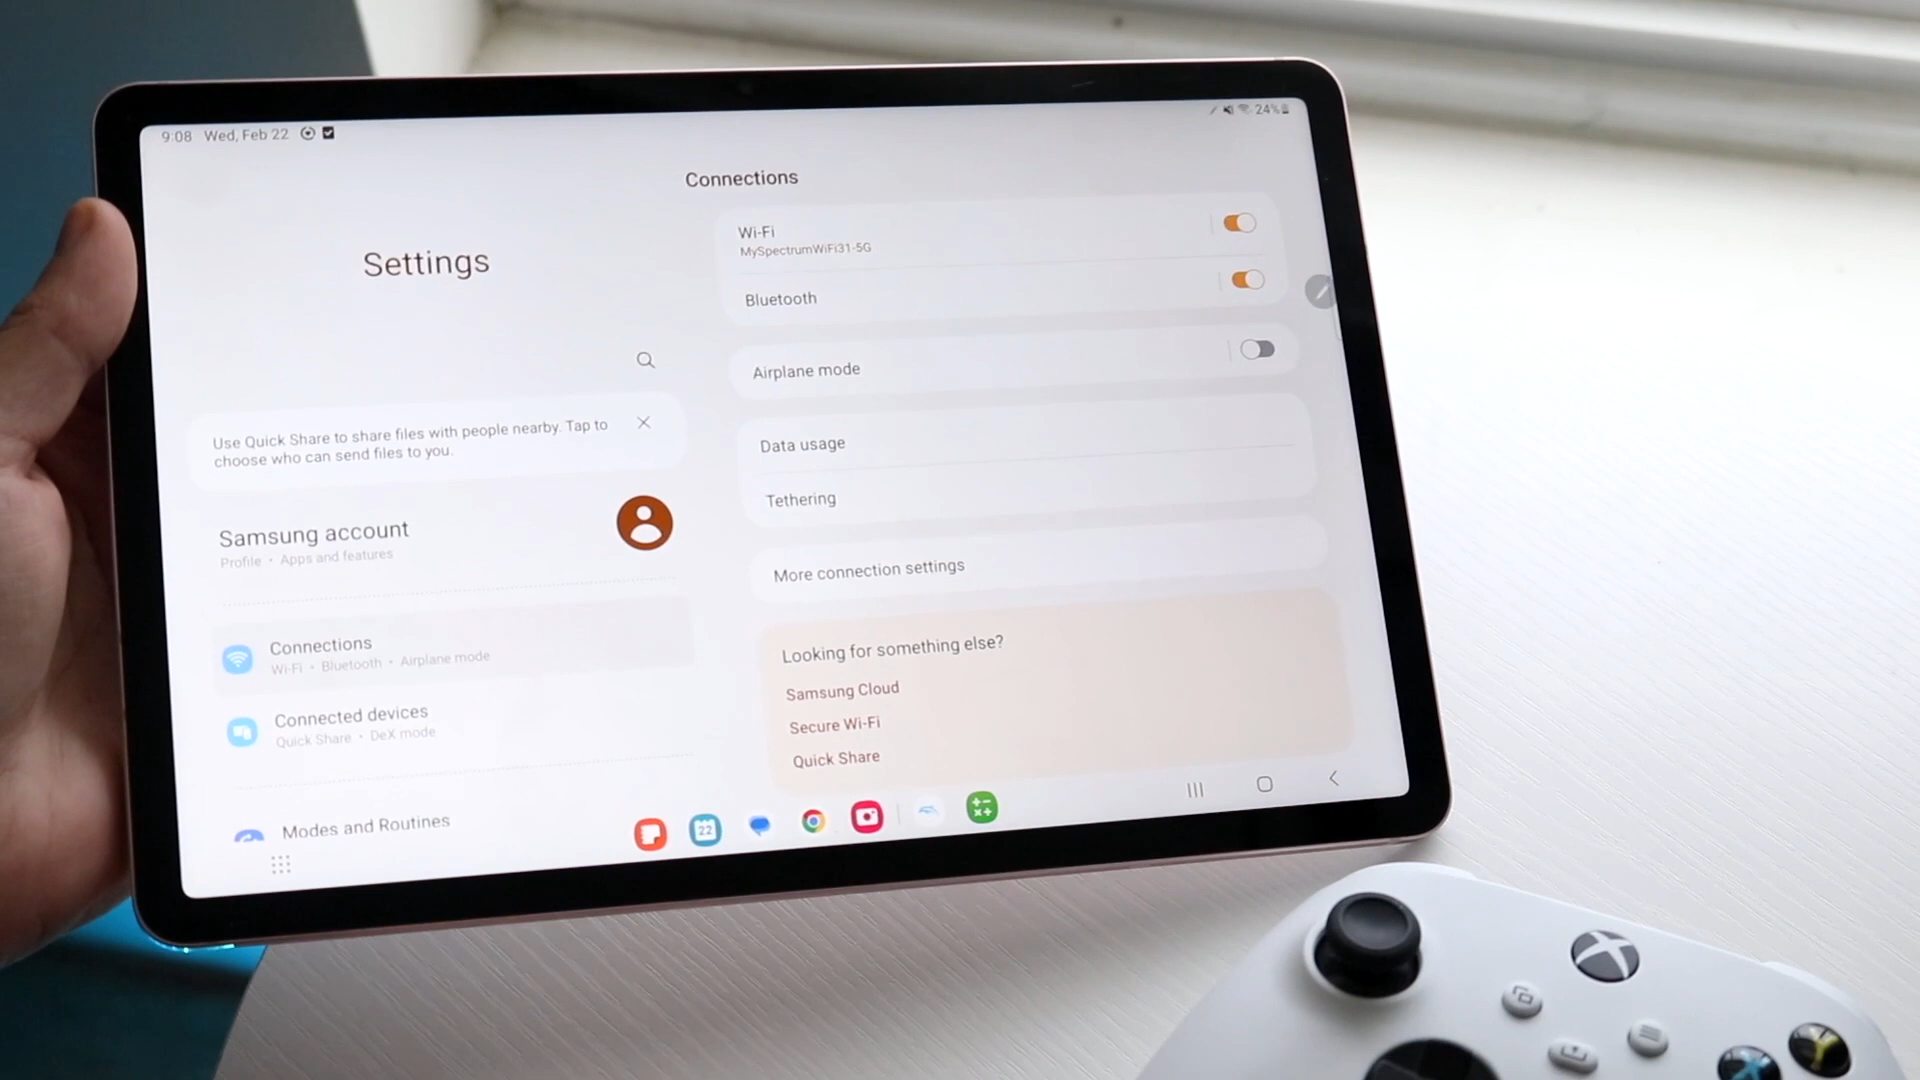 9:08 Wed, Feb 22
24%
Connections
Settings
Wi-Fi
MySpectrumWiFi31-5G
Bluetooth
Airplane mode
Use Quick Share to share files with people nearby. Tap to
choose who can send files to you.
Data usage
Tethering
Samsung account
Profile • Apps and features
More connection settings
Connections
Wi-Fi • Bluetooth • Airplane mode
Looking for something else?
Samsung Cloud
Secure Wi-Fi
Quick Share
Connected devices
Quick Share • DeX mode
Modes and Routines
22
X
Y